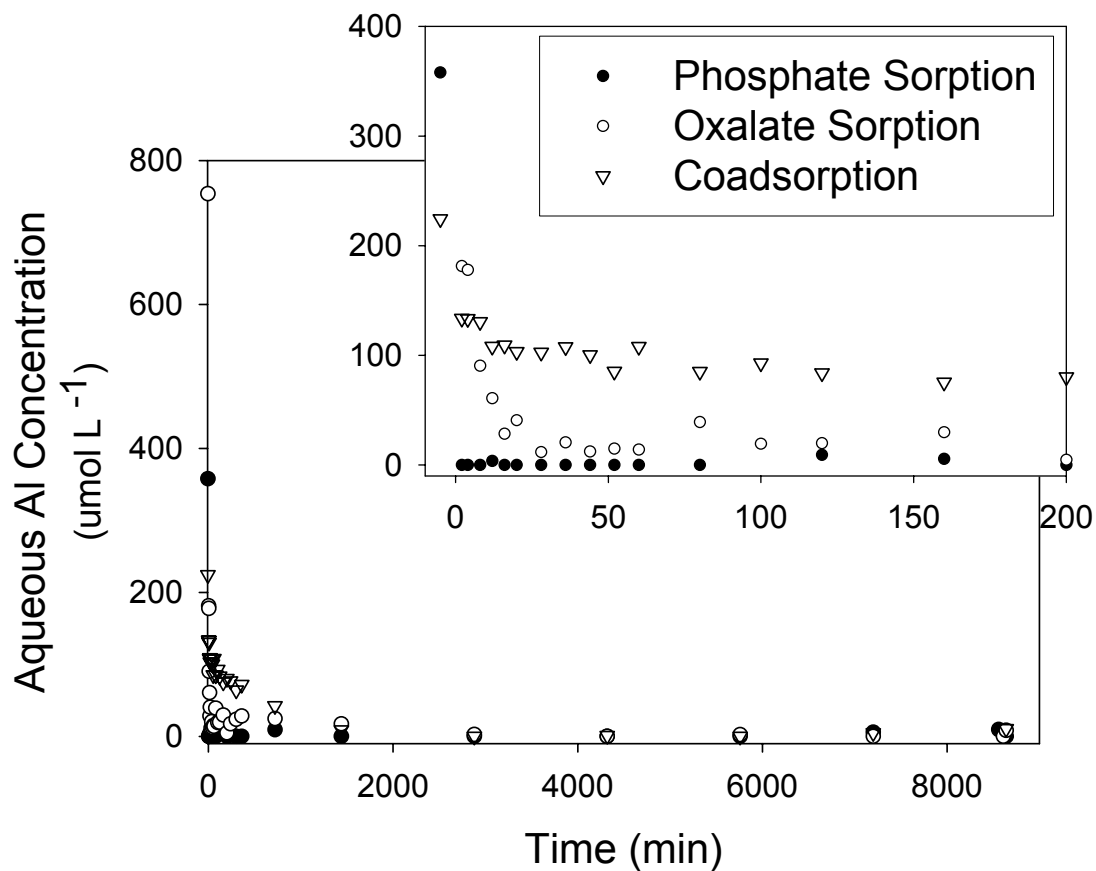 400
300
200
100
0
Phosphate Sorption
Oxalate Sorption
Coadsorption
0 50 100 150 200
800
600
400
200
0
Aqueous Al Concentration
(umol L -1)
0 2000 4000 6000 8000
Time (min)